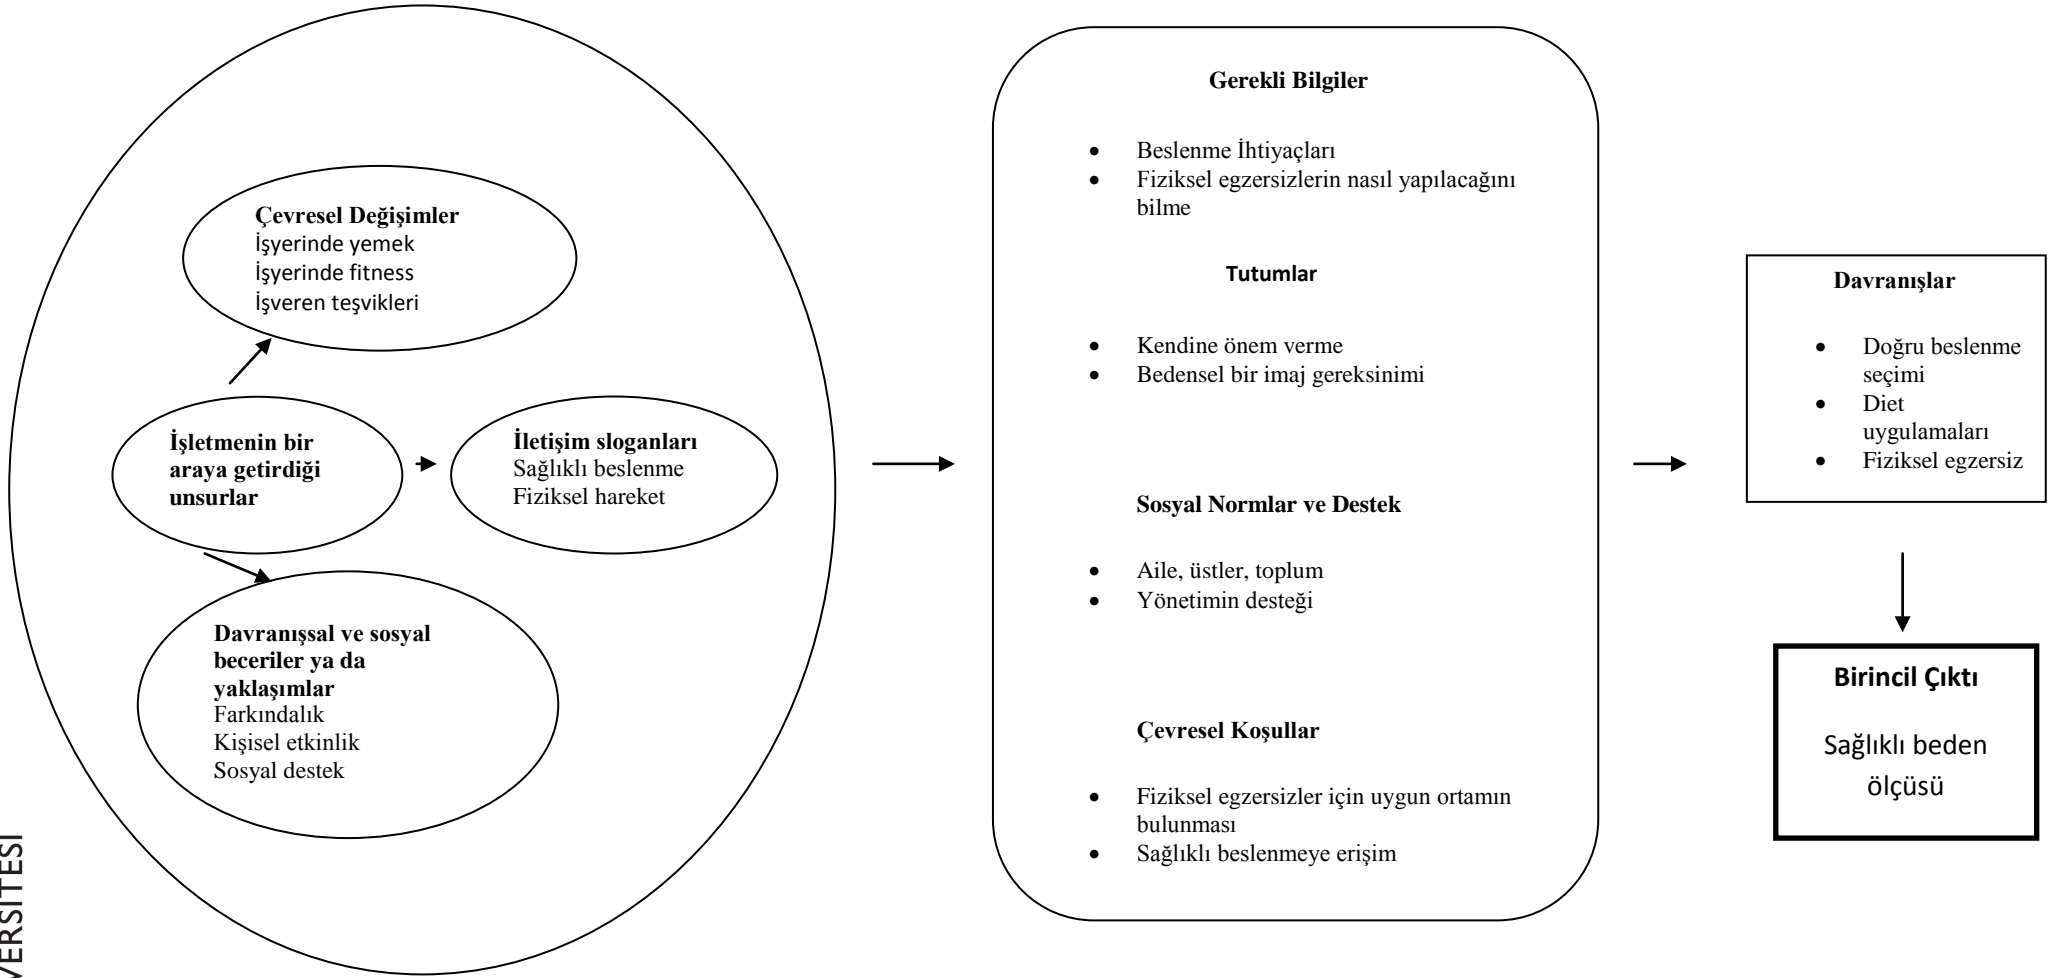 Çevresel Değişimler
İşyerinde yemek
İşyerinde fitness
İşveren teşvikleri
İşletmenin bir
araya getirdiği
unsurlar
İletişim sloganları
Sağlıklı beslenme
Fiziksel hareket
Davranışsal ve sosyal
beceriler ya da
yaklaşımlar
Farkındalık
Kişisel etkinlik
Sosyal destek
Gerekli Bilgiler
• Beslenme İhtiyaçları
• Fiziksel egzersizlerin nasıl yapılacağını
bilme
Tutumlar
• Kendine önem verme
• Bedensel bir imaj gereksinimi
Sosyal Normlar ve Destek
• Aile, üstler, toplum
• Yönetimin desteği
Çevresel Koşullar
• Fiziksel egzersizler için uygun ortamın
bulunması
• Sağlıklı beslenmeye erişim
Davranışlar
• Doğru beslenme
seçimi
• Diet
uygulamaları
• Fiziksel egzersiz
Birincil Çıktı
Sağlıklı beden
ölçüsü